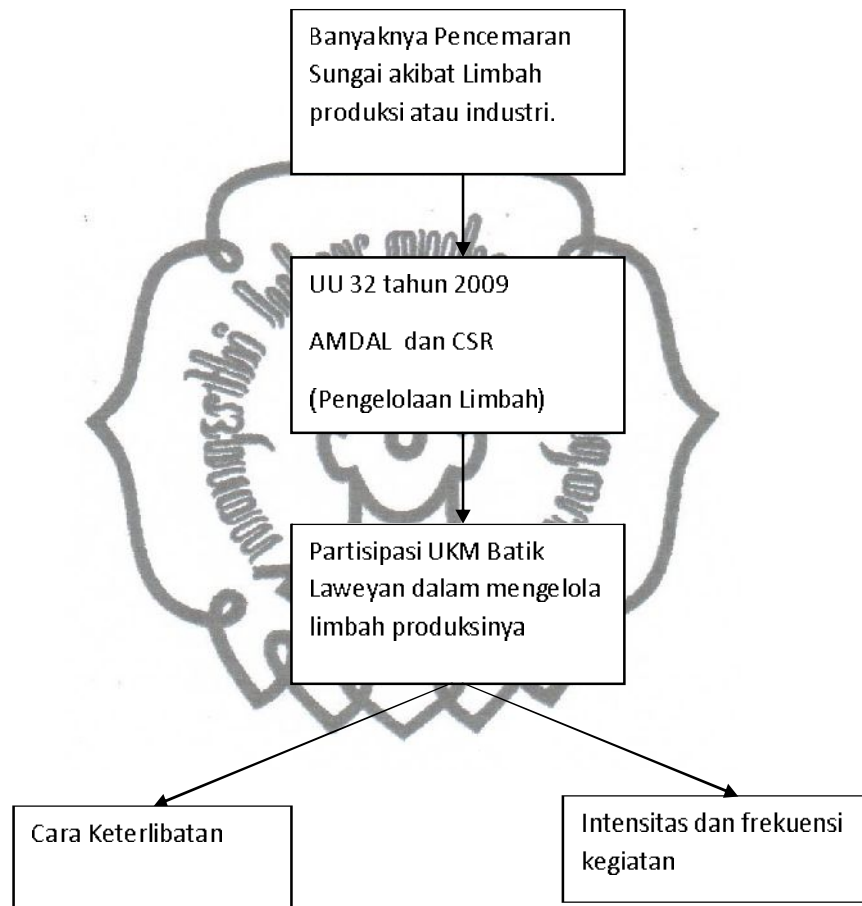 Banyaknya Pencemaran
Sungai akibat Limbah
produksi atau industri.
UU 32 tahun 2009
AMDAL dan CSR
(Pengelolaan Limbah)
Partisipasi UKM Batik
Laweyan dalam mengelola
limbah produksinya
Cara Keterlibatan
Intensitas dan frekuensi
kegiatan